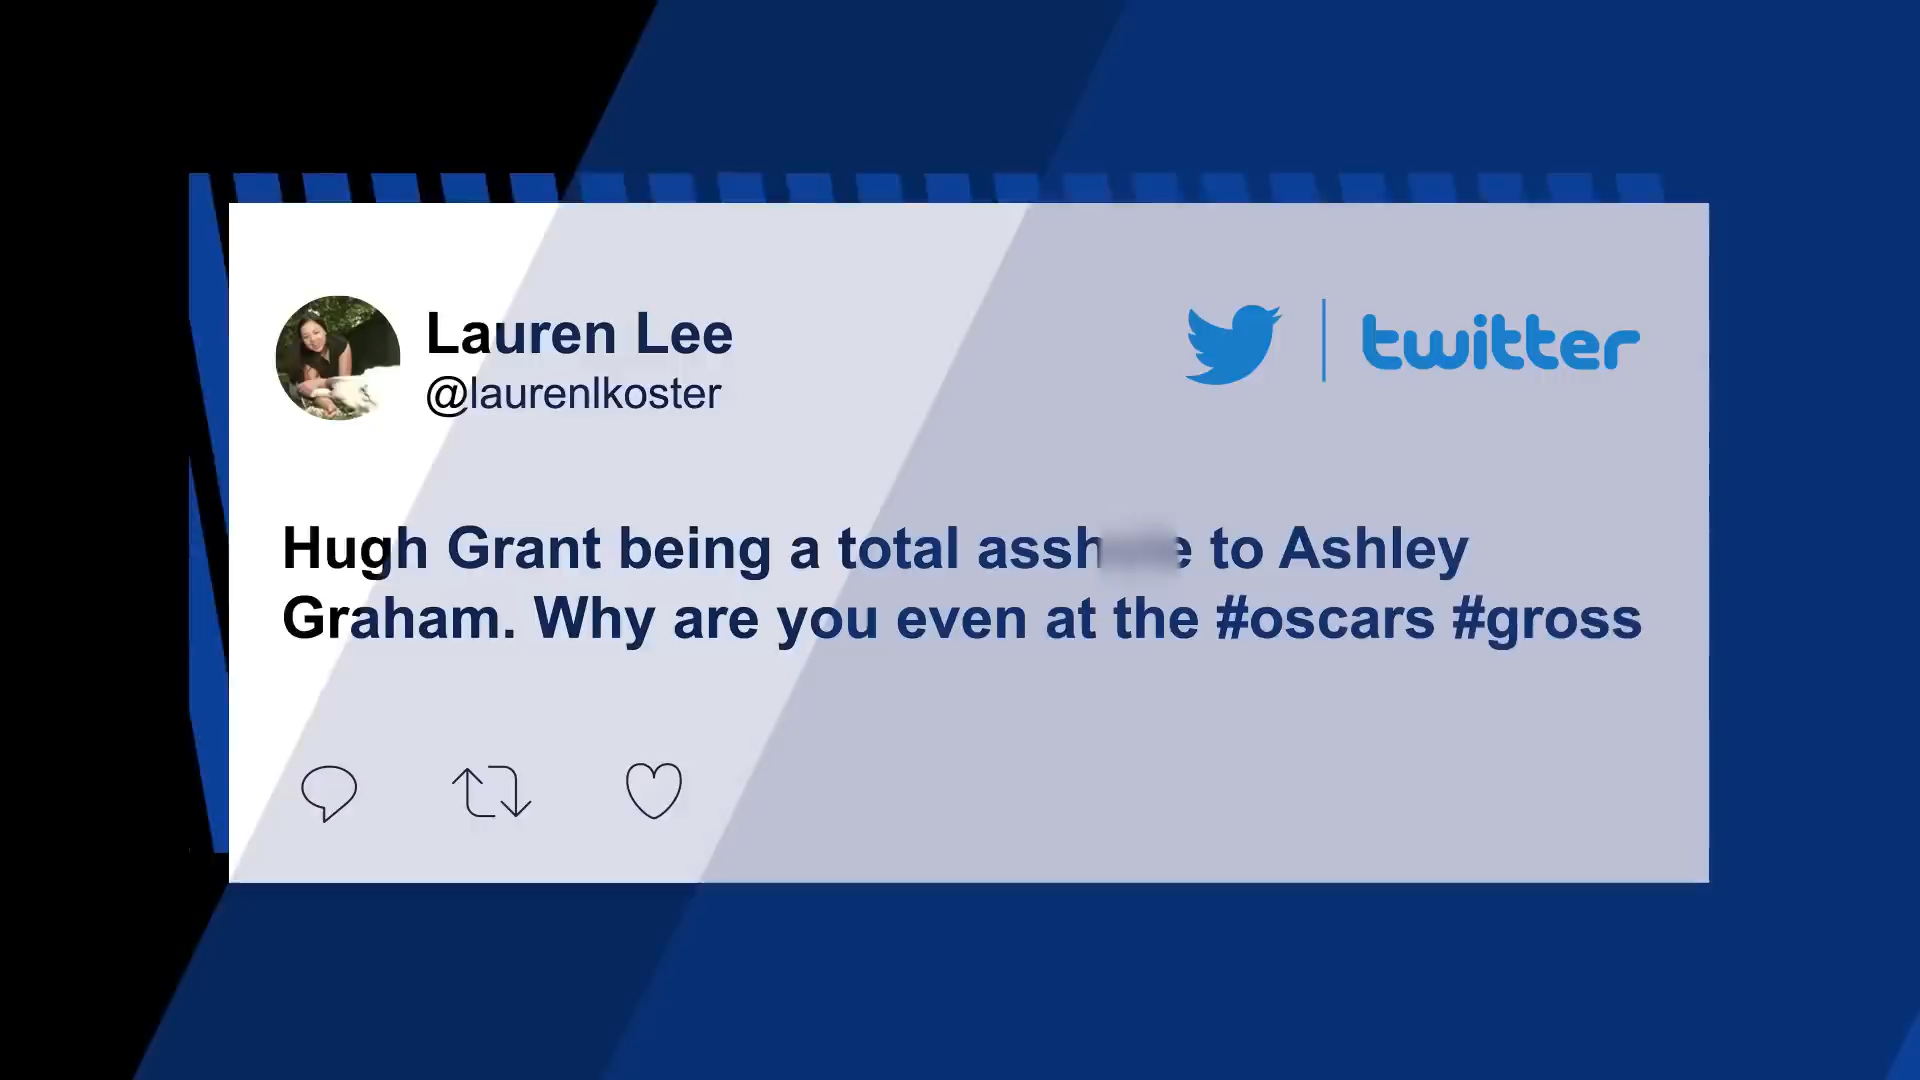 Lauren Lee
@laurenlkoster
twitter
Hugh Grant being a total to Ashley
Graham. Why are you even at the #oscars #gross